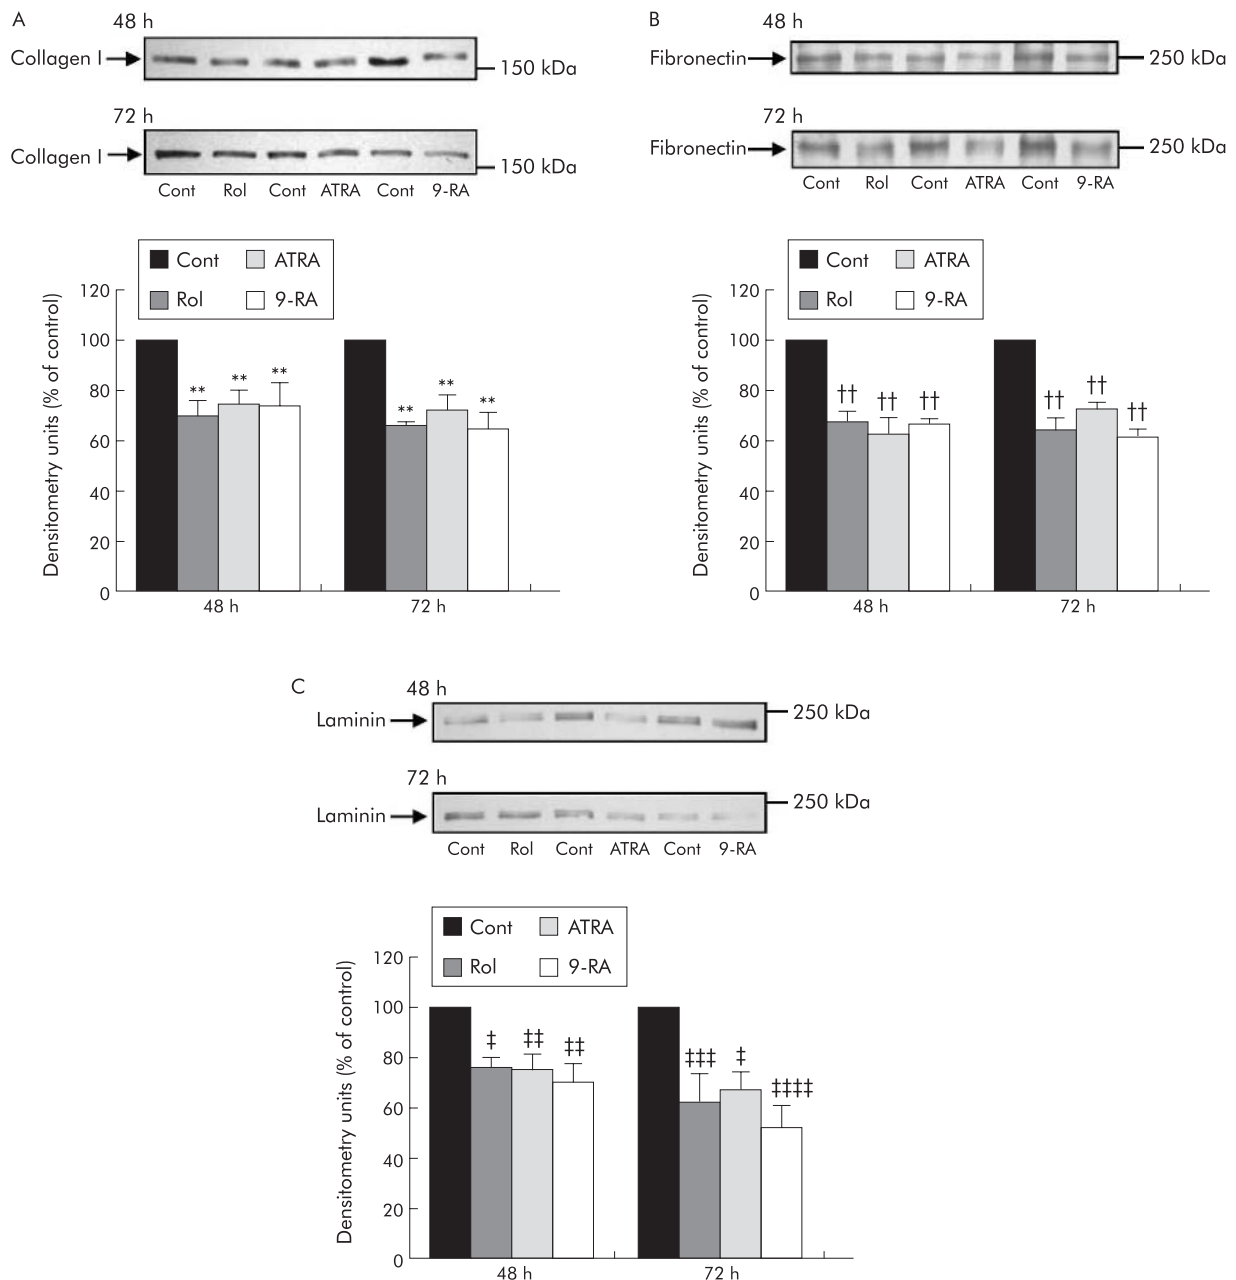 A
48 h
Collagen I
150 kDa
72 h
Collagen I
150 kDa
Cont Rol Cont ATRA Cont 9-RA
Cont ATRA
Rol 9-RA
Densitometry units (% of control)
120
100
80
60
40
20
0
** ** **
** ** **
48 h 72 h
B
48 h
Fibronectin
250 kDa
72 h
Fibronectin
250 kDa
Cont Rol Cont ATRA Cont 9-RA
Cont ATRA
Rol 9-RA
Densitometry units (% of control)
120
100
80
60
40
20
0
†† †† ††
†† †† ††
48 h 72 h
C
48 h
Laminin
250 kDa
72 h
Laminin
250 kDa
Cont Rol Cont ATRA Cont 9-RA
Cont ATRA
Rol 9-RA
Densitometry units (% of control)
120
100
80
60
40
20
0
‡ ‡‡ ‡‡
‡‡‡ ‡ ‡‡‡‡
48 h 72 h